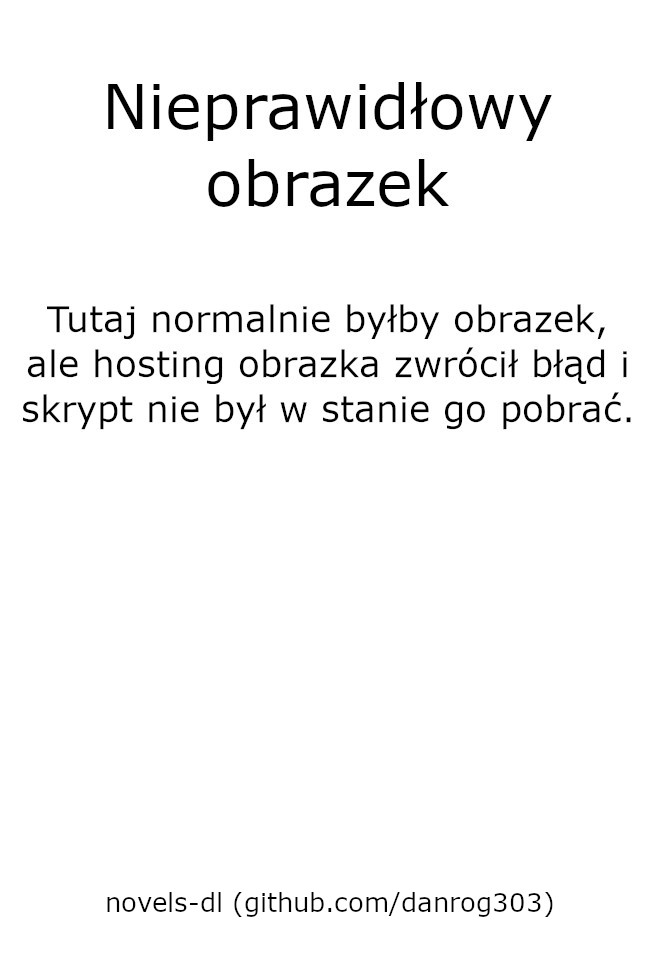 Nieprawidłowy
obrazek
Tutaj normalnie byłby obrazek,
ale hosting obrazka zwrócił błąd i
skrypt nie był w stanie go pobrać.
novels-dl (github.com/danrog303)